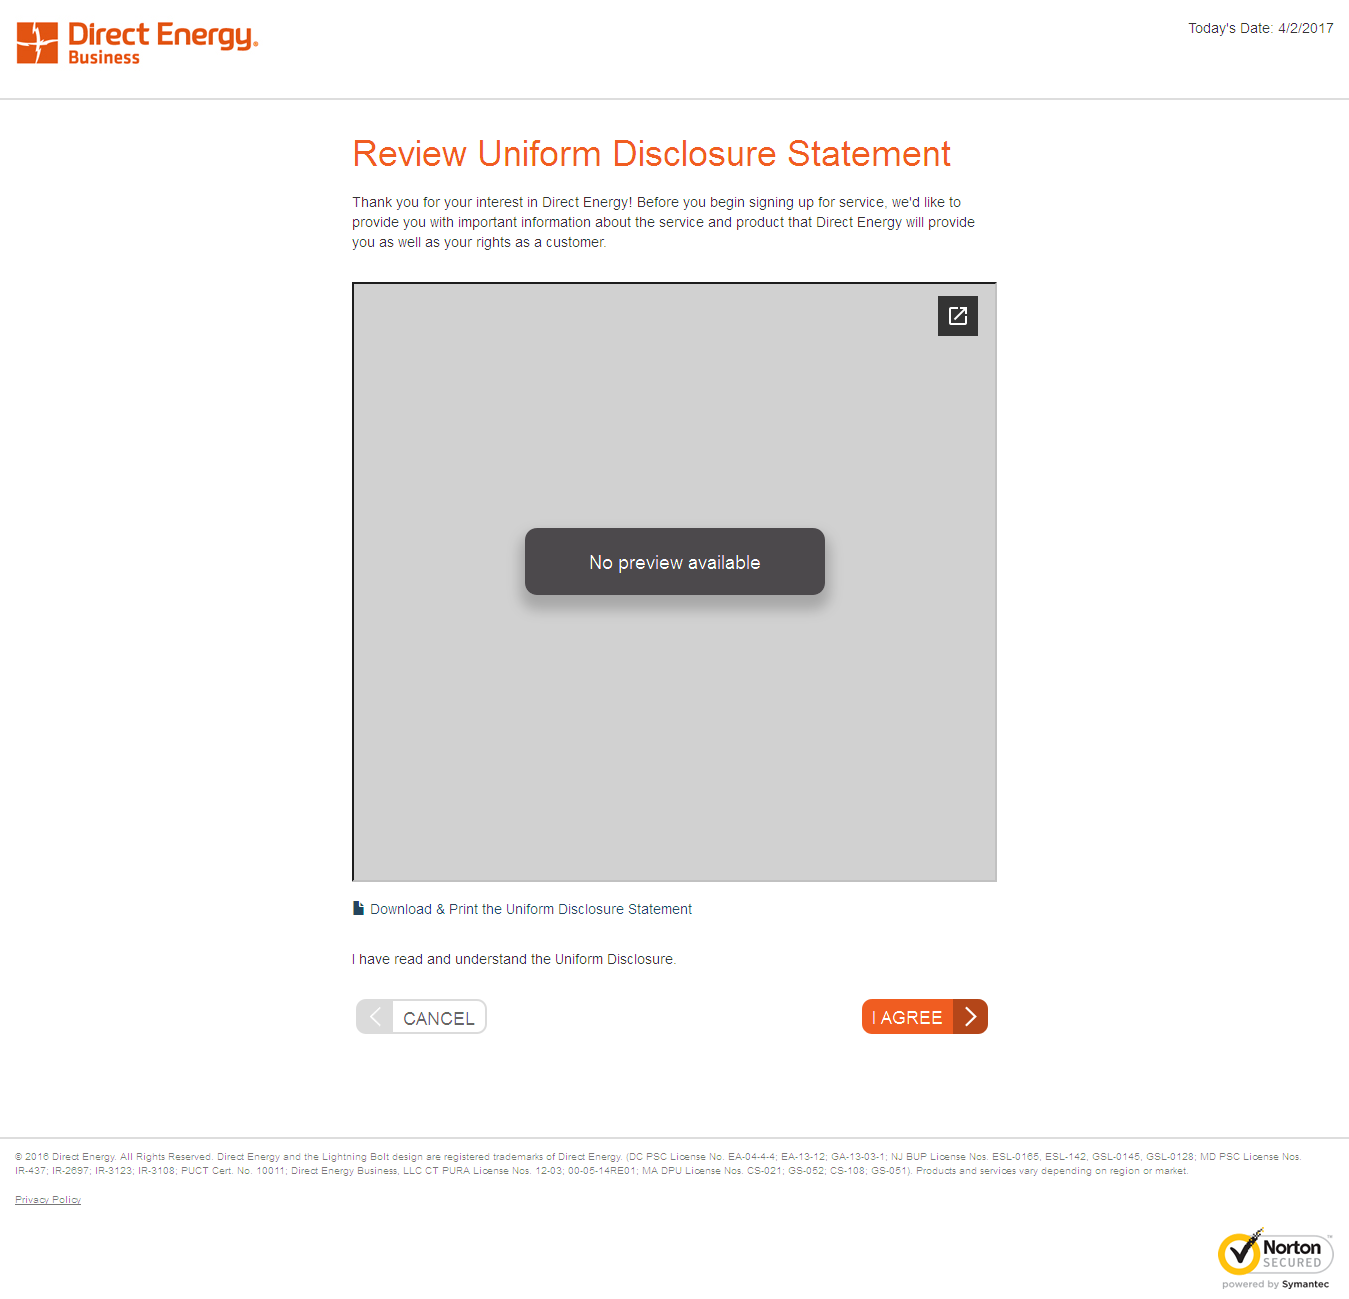 Direct Energy®
Business
Today's Date: 4/2/2017
Review Uniform Disclosure Statement
Thank you for your interest in Direct Energy! Before you begin signing up for service, we'd like to
provide you with important information about the service and product that Direct Energy will provide
you as well as your rights as a customer.
No preview available
Download & Print the Uniform Disclosure Statement
I have read and understand the Uniform Disclosure.
CANCEL
I AGREE
© 2016 Direct Energy. All Rights Reserved. Direct Energy and the Lightning Bolt design are registered trademarks of Direct Energy. (DC PSC License No. EA-04-4-4; EA-13-12; GA-13-03-1; NJ BUP License Nos. ESL-0165, ESL-142, GSL-0145, GSL-0128; MD PSC License Nos.
IR-437; IR-2697; IR-3123; IR-3108; PUCT Cert. No. 10011; Direct Energy Business, LLC CT PURA License Nos. 12-03; 00-05-14RE01; MA DPU License Nos. CS-021; GS-052; CS-108; GS-051). Products and services vary depending on region or market.
Privacy Policy
Norton
SECURED
powered by Symantec